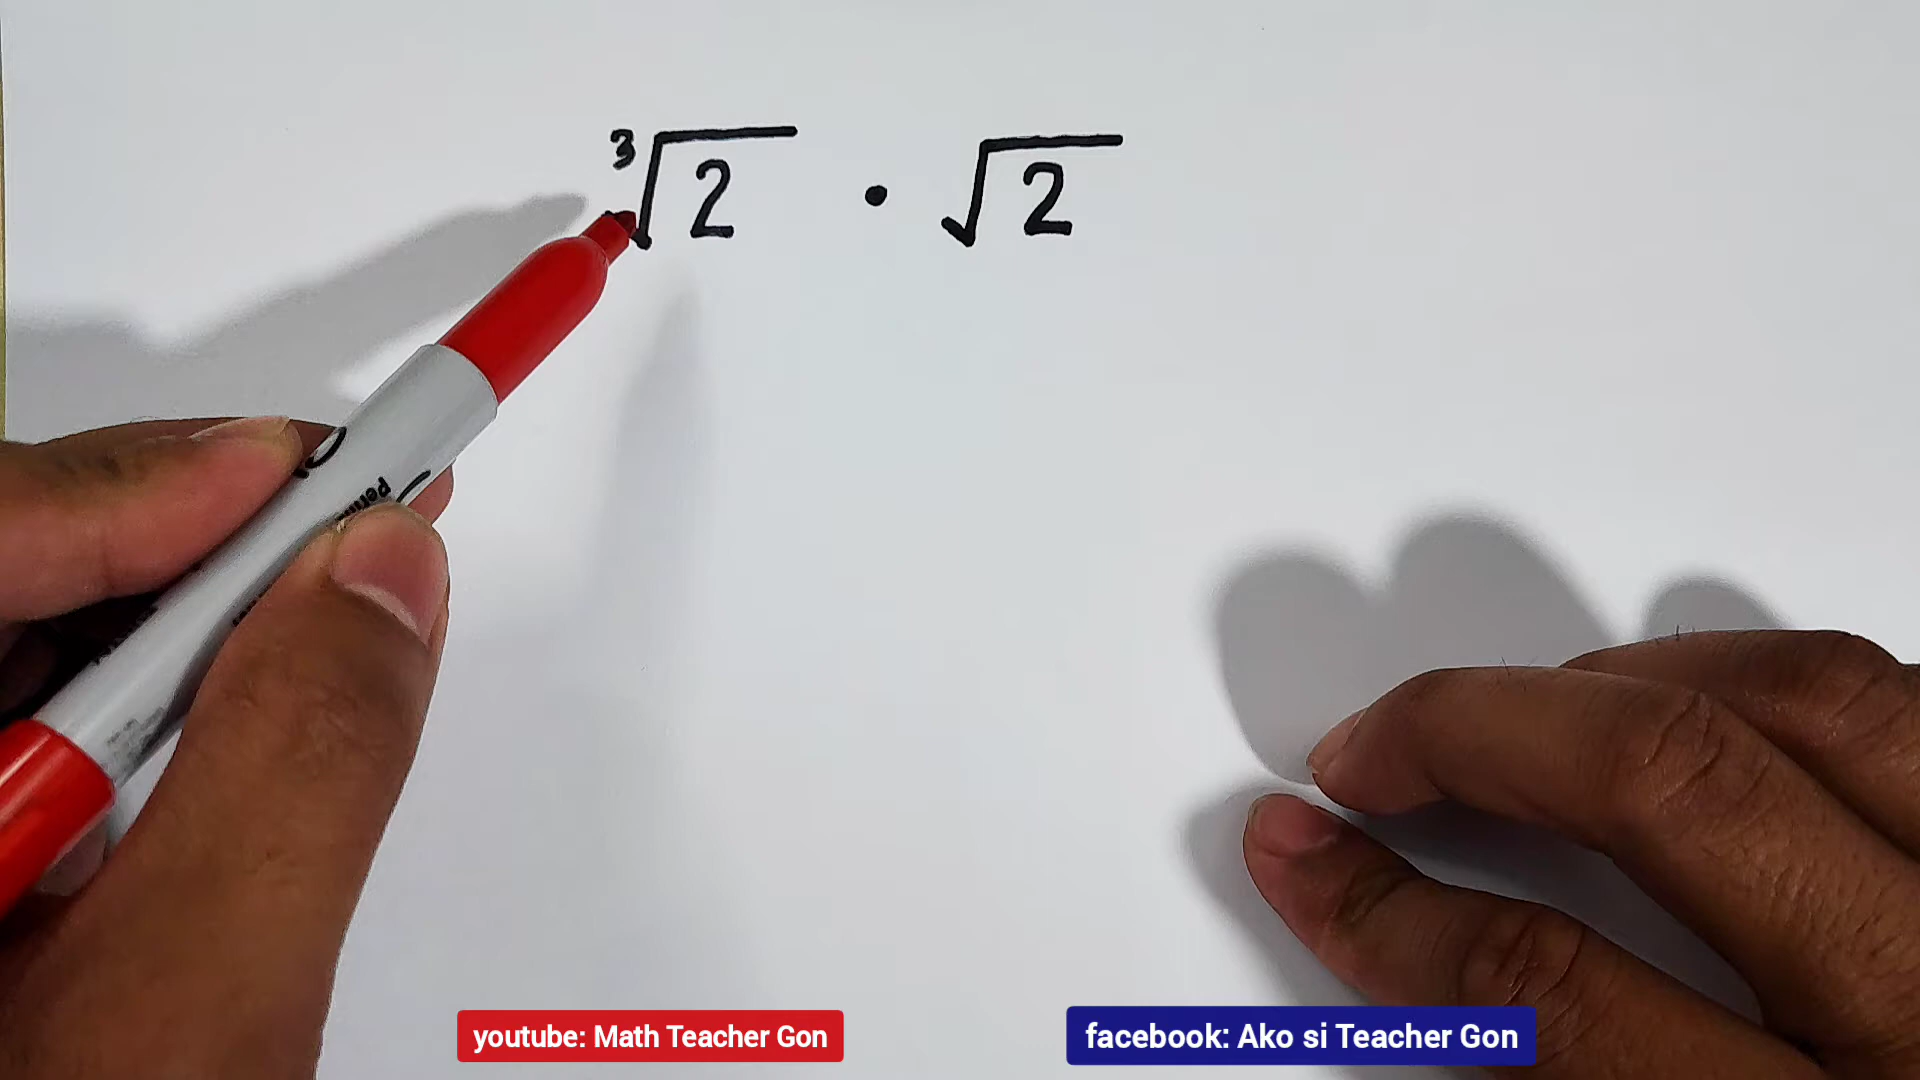 ∛2 · √2
youtube: Math Teacher Gon
facebook: Ako si Teacher Gon